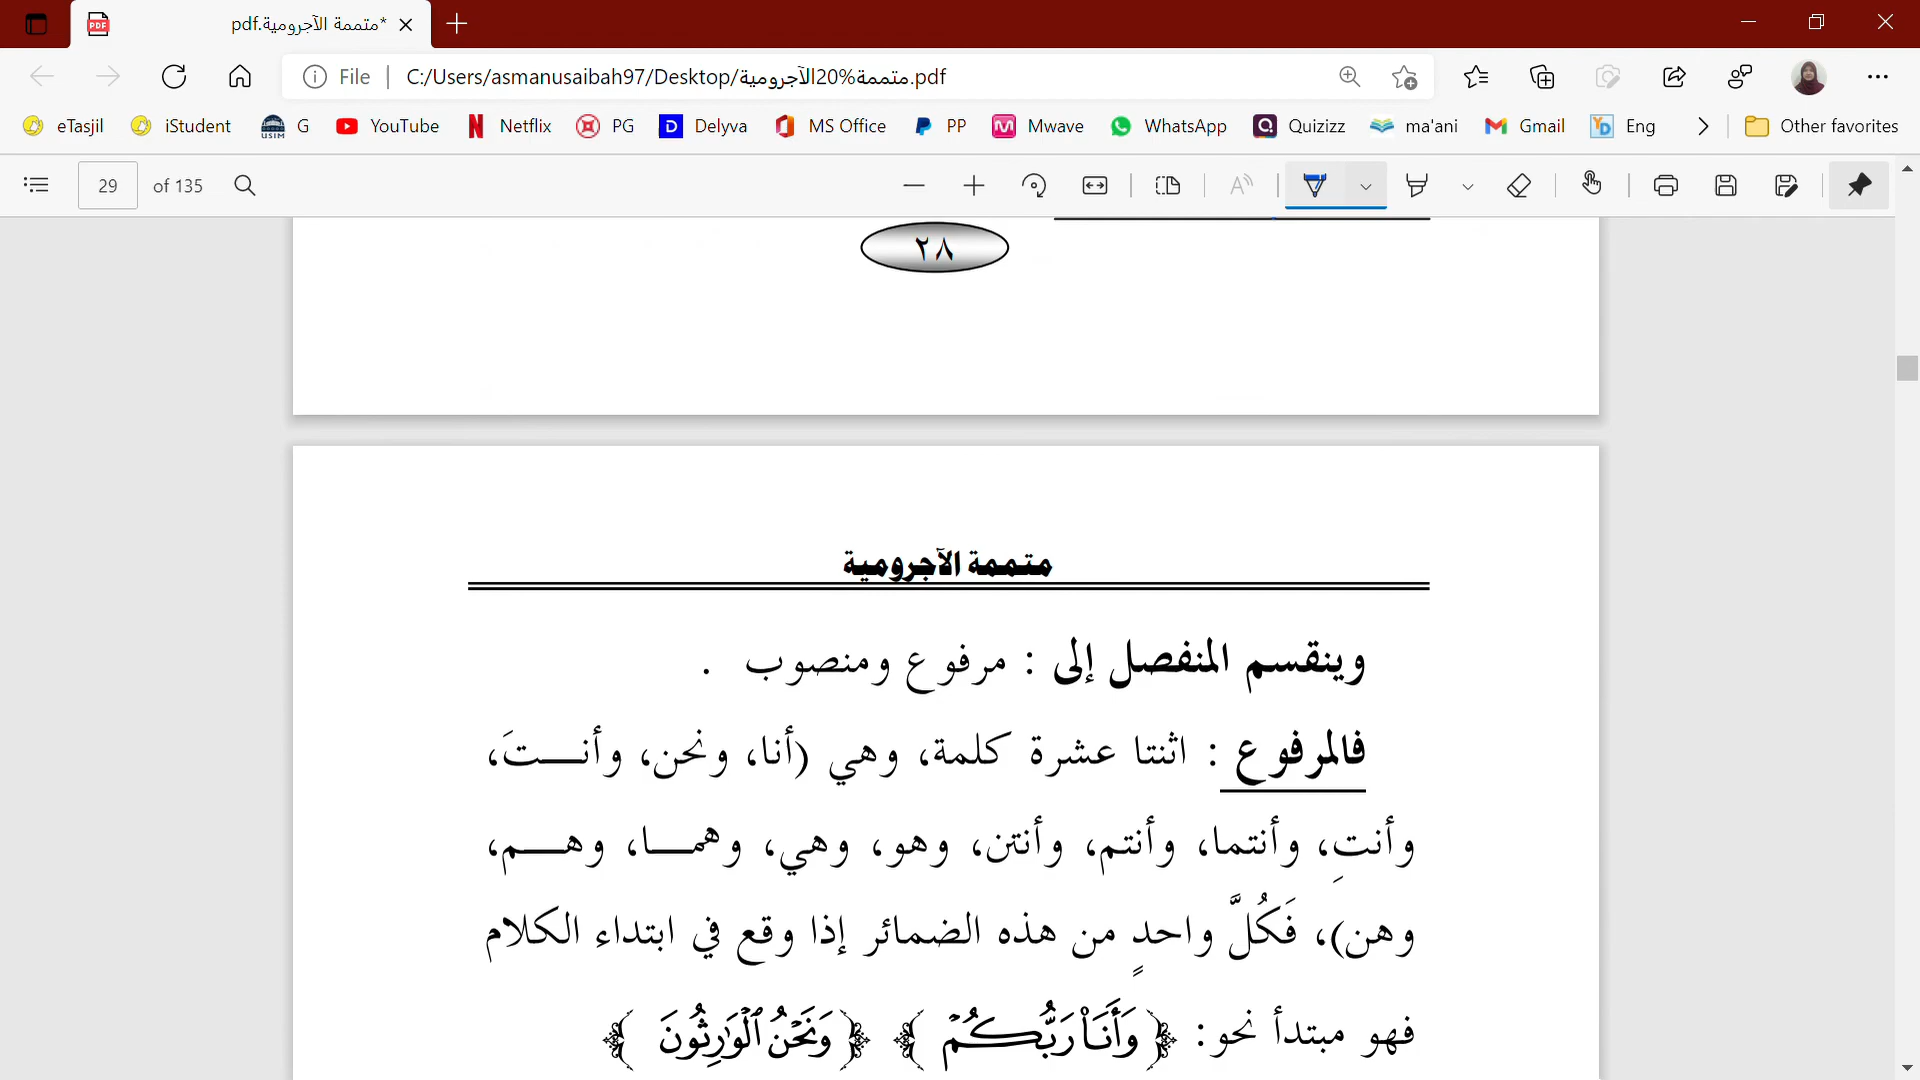 متممة الآجرومية.pdf*
File
C:/Users/asmanusaibah97/Desktop/متممة%20الآجرومية.pdf
eTasjil iStudent G YouTube Netflix PG Delyva MS Office PP Mwave WhatsApp Quizizz ma'ani Gmail Eng Other favorites
29 of 135
٢٨
متممة الآجرومية
وينقسم المنفصل إلى : مرفوع ومنصوب .
فالمرفوع : اثنتا عشرة كلمة، وهي (أنا، ونحن، وأنـــتَ،
وأنتِ، وأنتما، وأنتم، وأنتن، وهو، وهي، وهمـــا، وهـــم،
وهن)، فَكُلَّ واحدٍ من هذه الضمائر إذا وقع في ابتداء الكلام
فهو مبتدأ نحو: ﴿وَأَنَا۠ رَبُّكُمْ﴾ ﴿وَنَحْنُ ٱلْوَٰرِثُونَ﴾